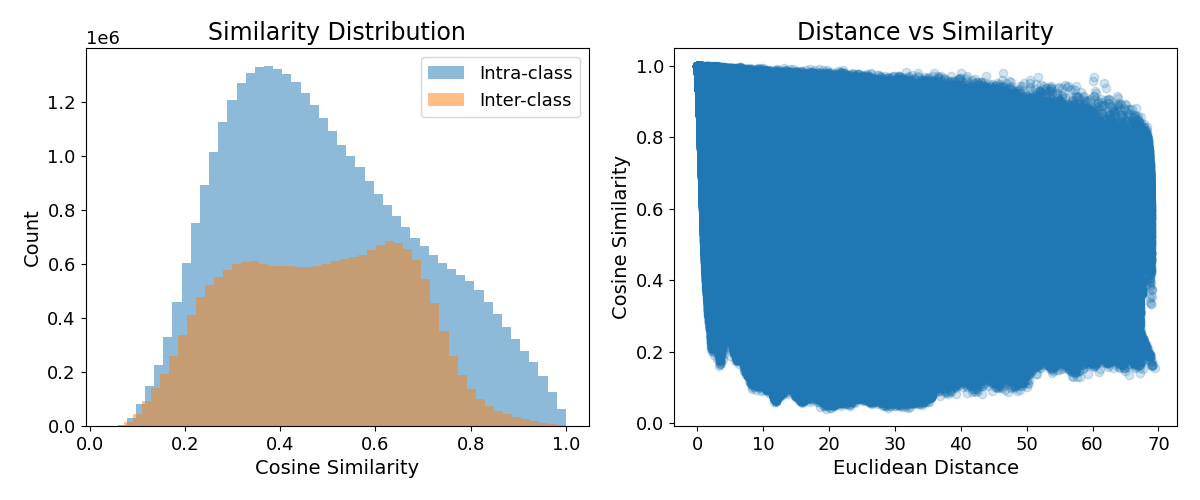 Similarity Distribution
1e6
Intra-class
Inter-class
1.2
1.0
0.8
0.6
0.4
0.2
0.0
Count
0.0 0.2 0.4 0.6 0.8 1.0
Cosine Similarity
Distance vs Similarity
1.0
0.8
0.6
0.4
0.2
0.0
Cosine Similarity
0 10 20 30 40 50 60 70
Euclidean Distance